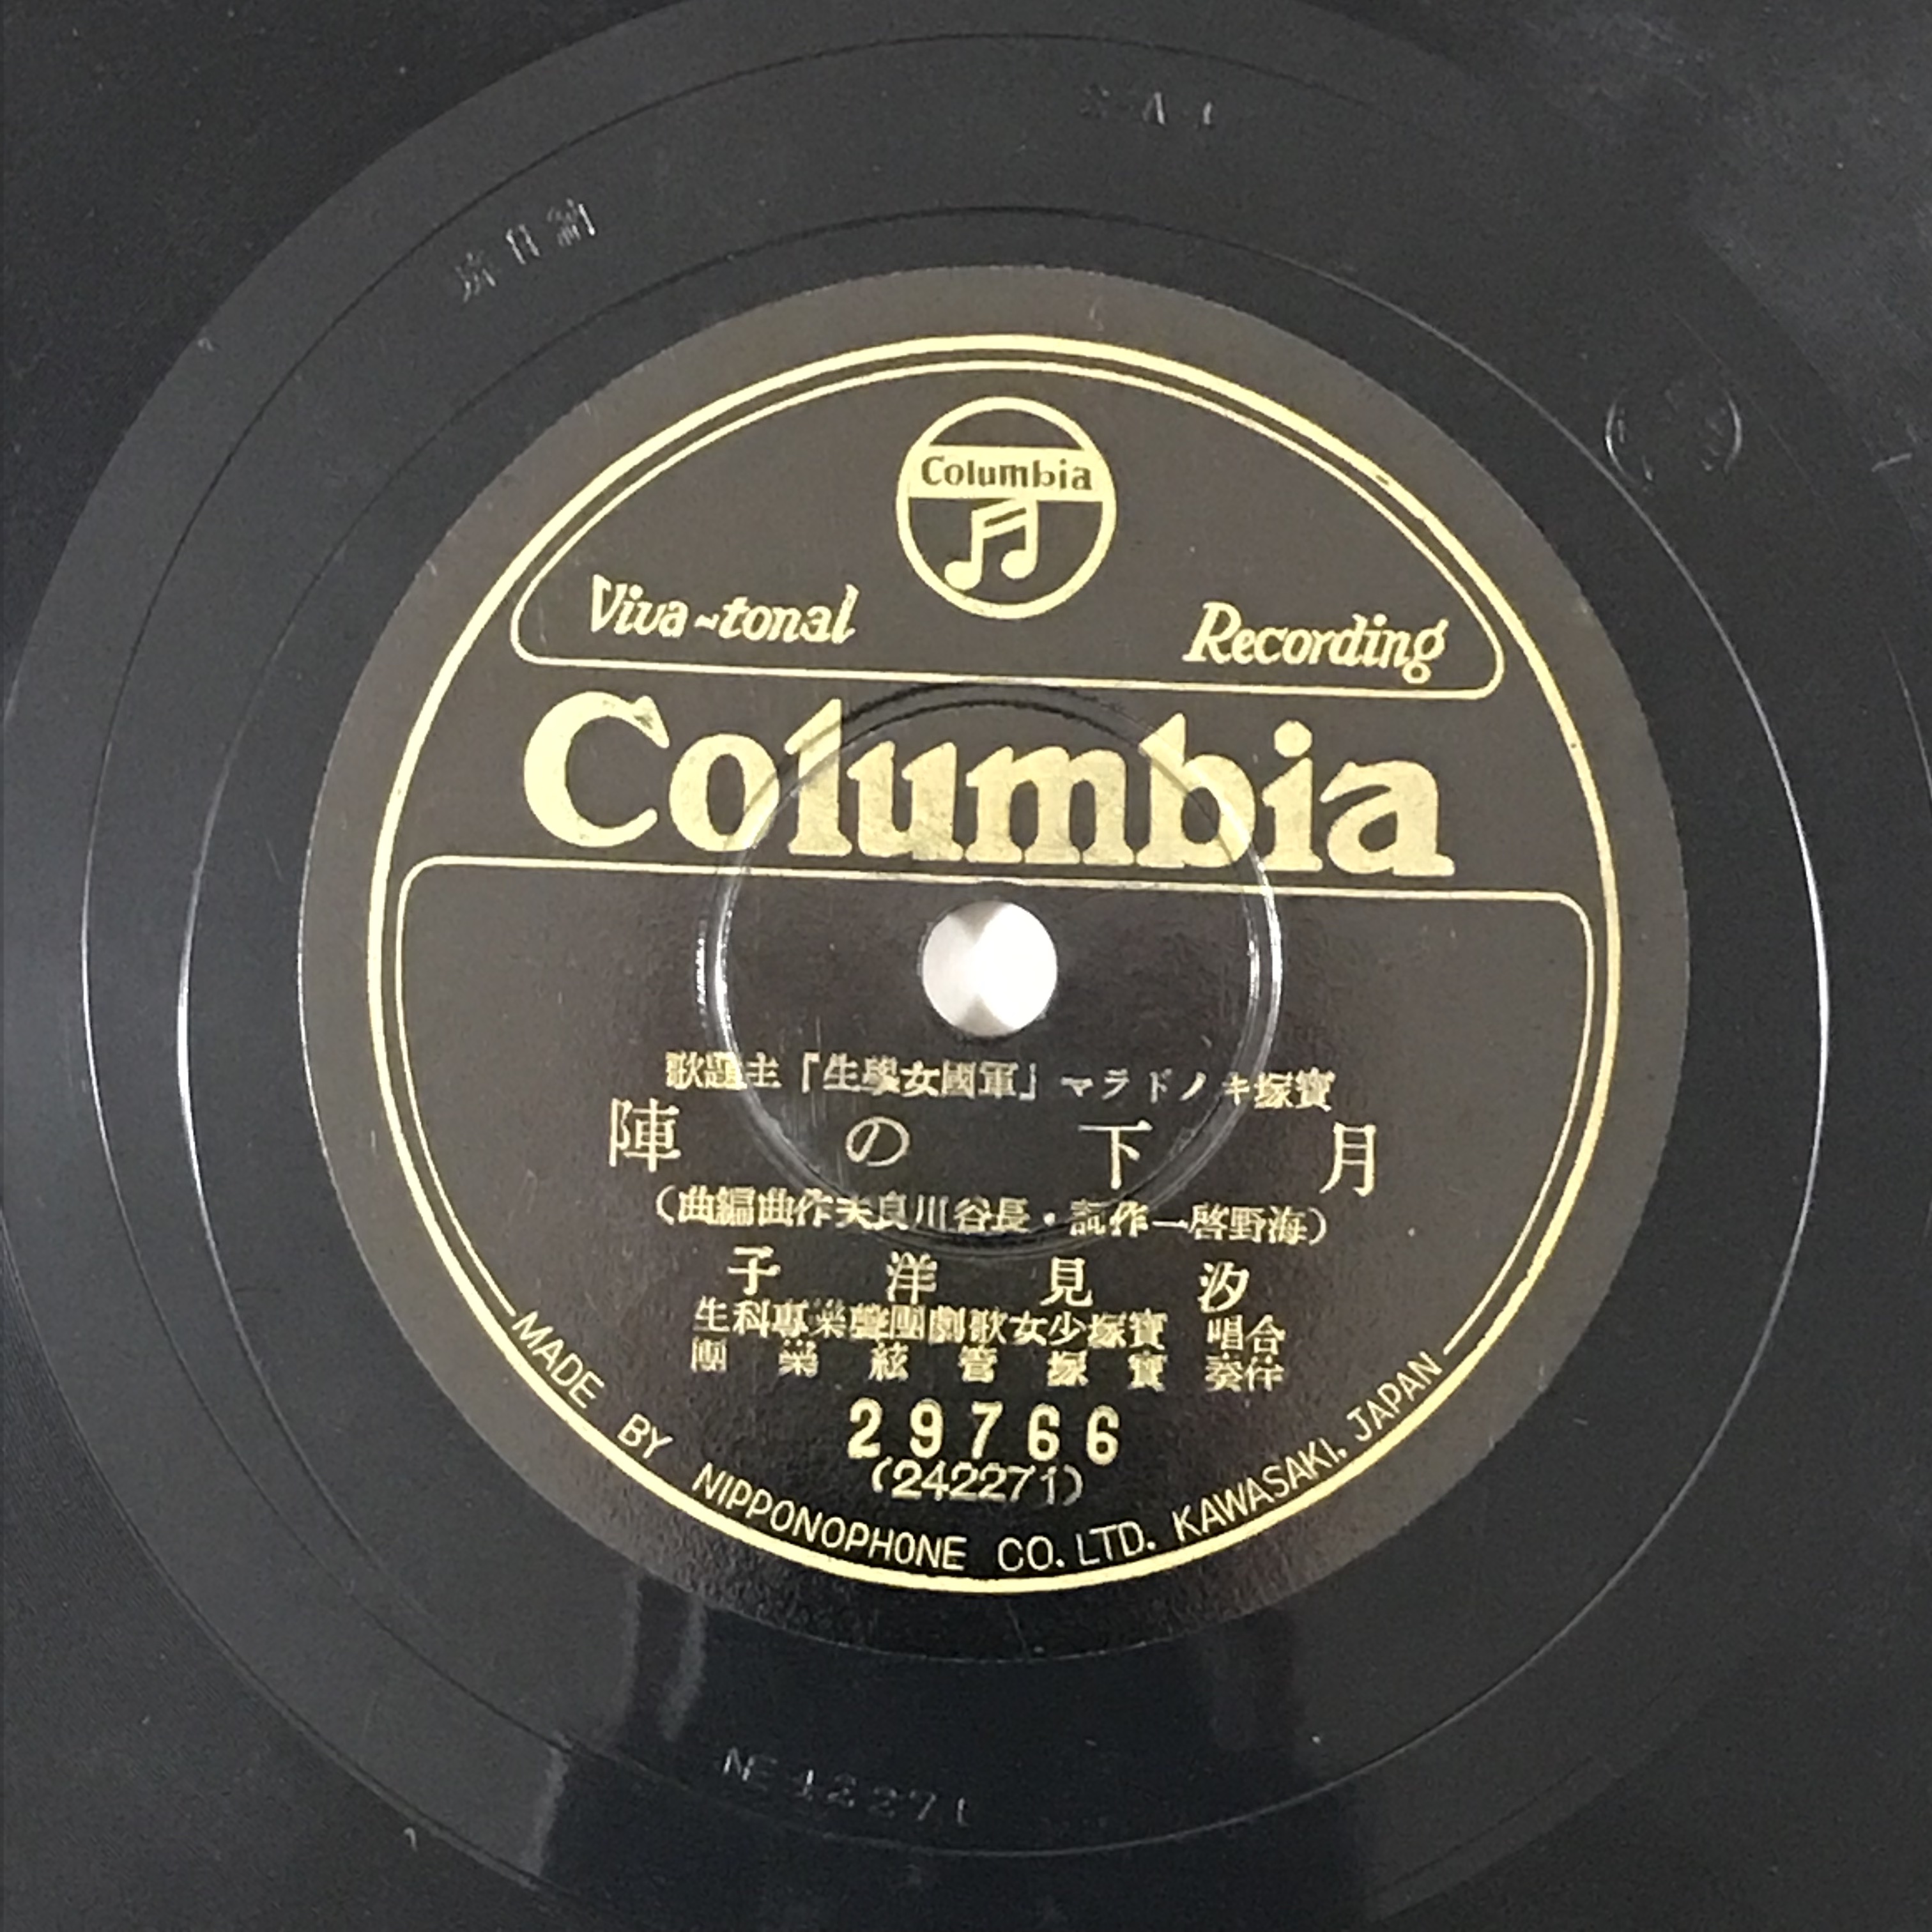 Columbia
Viva-tonal Recording
Columbia
寶塚キノドラマ「軍國女學生」主題歌
月下の陣
(海野啓一作詞・長谷川良夫作曲編曲)
汐見洋子
合唱 寶塚少女歌劇團聲樂專科生
伴奏 寶塚管絃樂團
29766
(242271)
MADE BY NIPPONOPHONE CO. LTD. KAWASAKI, JAPAN
NE42271